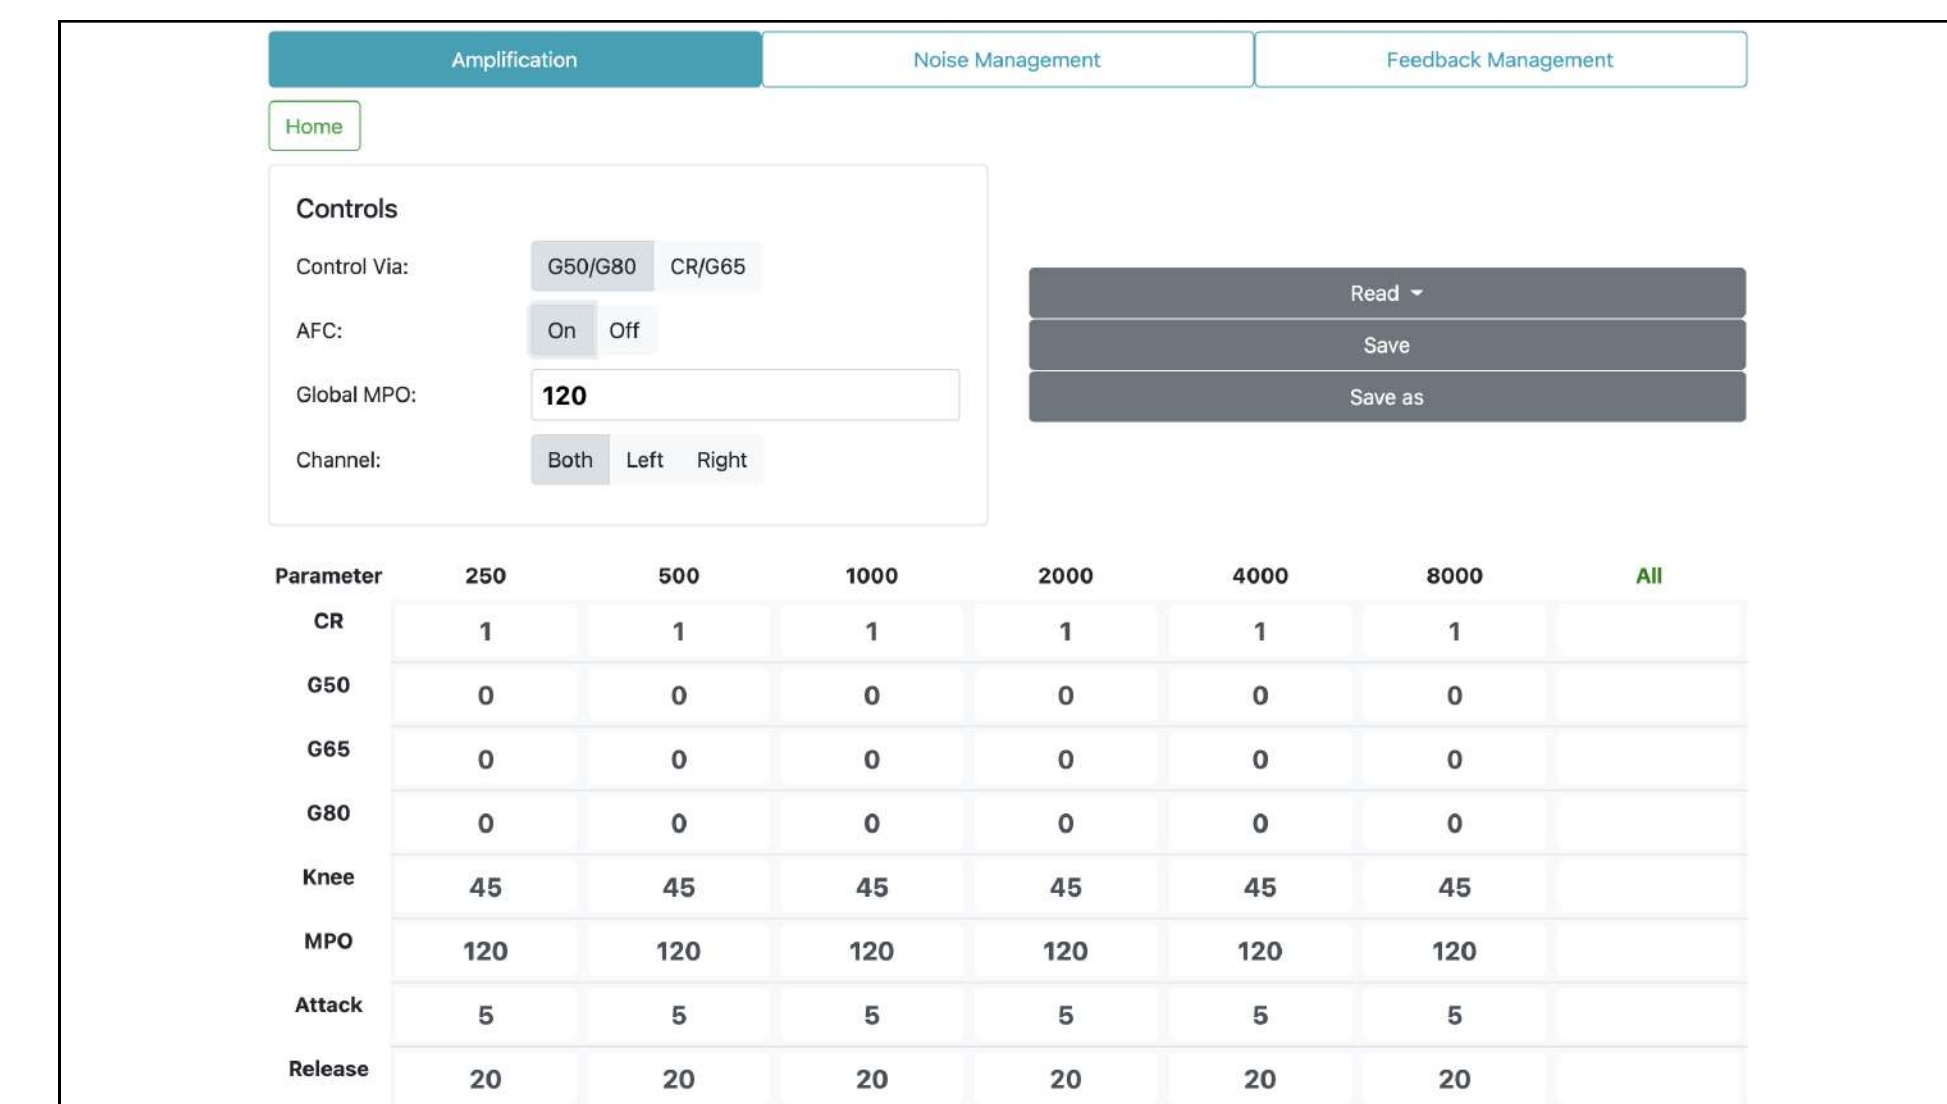 Amplification Noise Management Feedback Management
Home
Controls
Control Via: G50/G80 CR/G65
AFC: On Off
Global MPO: 120
Channel: Both Left Right
Read
Save
Save as
Parameter 250 500 1000 2000 4000 8000 All
CR 1 1 1 1 1 1
G50 0 0 0 0 0 0
G65 0 0 0 0 0 0
G80 0 0 0 0 0 0
Knee 45 45 45 45 45 45
MPO 120 120 120 120 120 120
Attack 5 5 5 5 5 5
Release 20 20 20 20 20 20